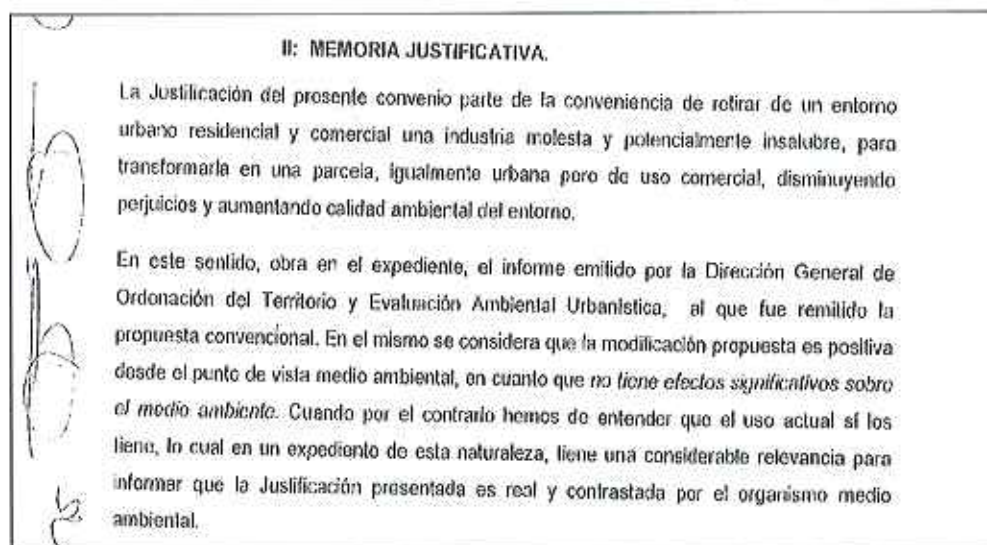 II: MEMORIA JUSTIFICATIVA.
La Justificación del presente convenio parte de la conveniencia de retirar de un entorno
urbano residencial y comercial una industria molesta y potencialmente insalubre, para
transformarla en una parcela, igualmente urbana pero de uso comercial, disminuyendo
perjuicios y aumentando calidad ambiental del entorno.
En este sentido, obra en el expediente, el informe emitido por la Dirección General de
Ordonación del Territorio y Evaluación Ambiental Urbanística, al que fue remitido la
propuesta convencional. En el mismo se considera que la modificación propuesta es positiva
desde el punto de vista medio ambiental, en cuanto que no tiene efectos significativos sobre
el medio ambiente. Cuando por el contrario hemos de entender que el uso actual sí los
tiene, lo cual en un expediente de esta naturaleza, tiene una considerable relevancia para
informar que la Justificación presentada es real y contrastada por el organismo medio
ambiental.